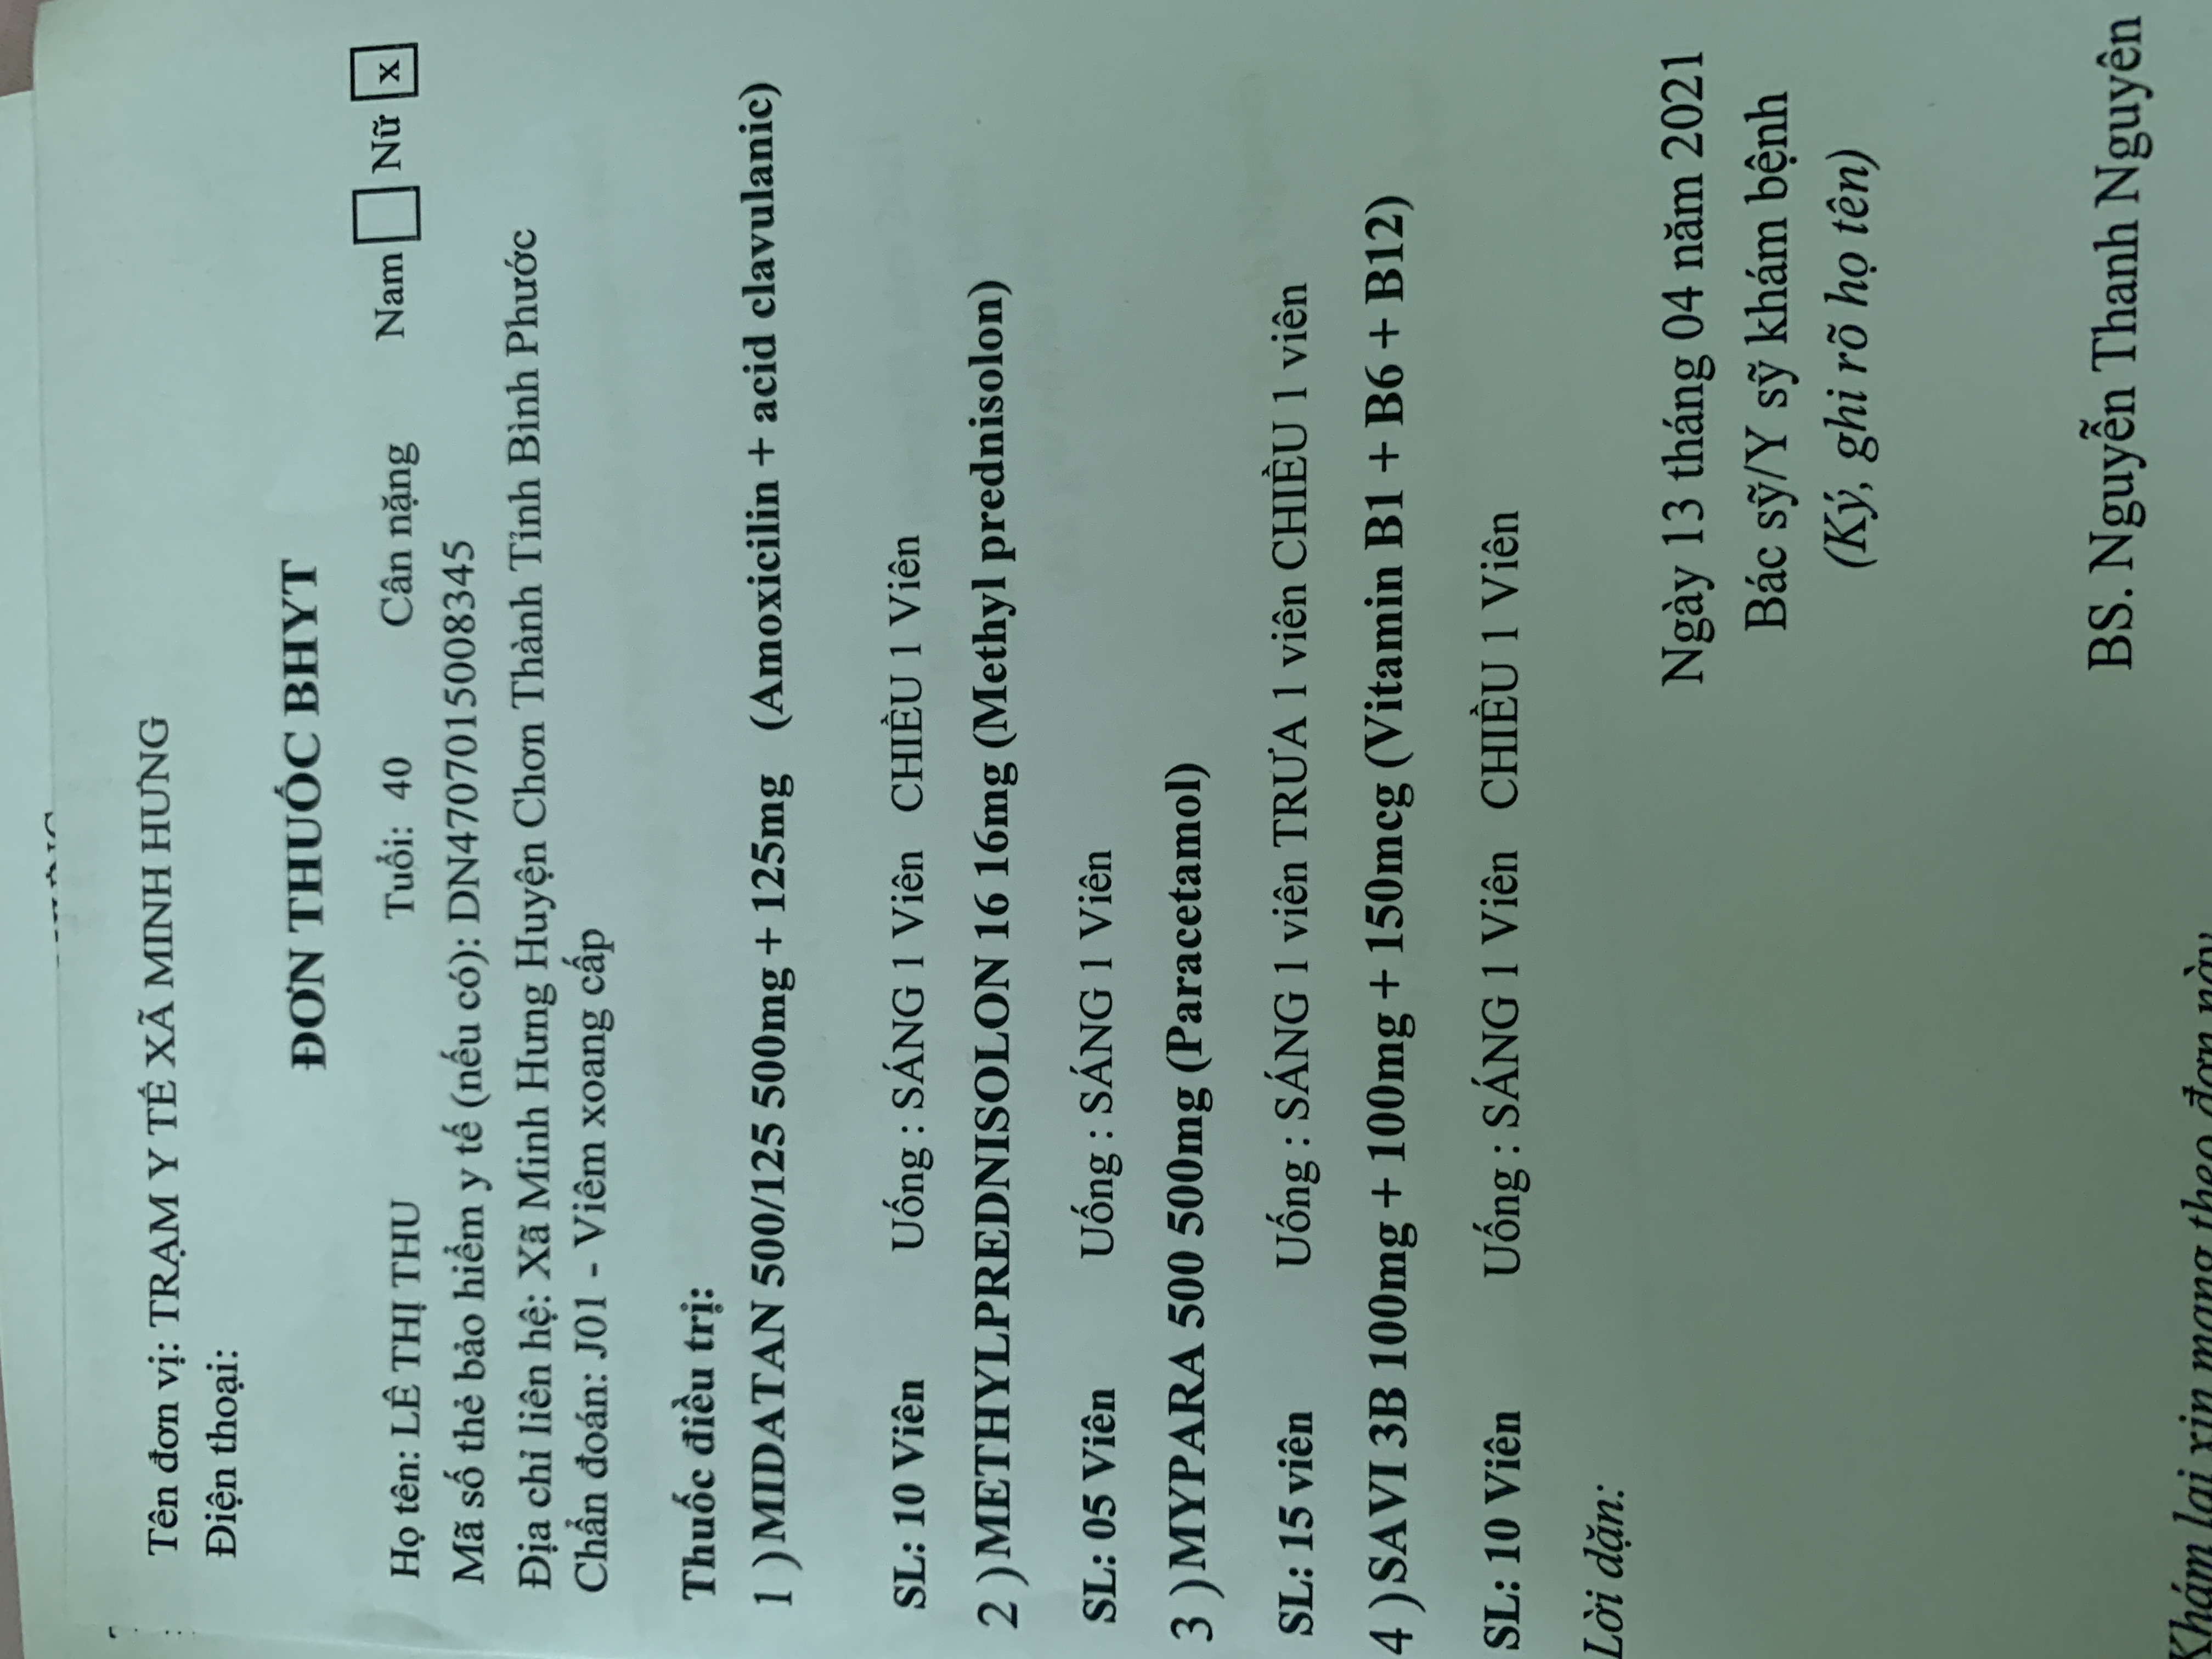 Tên đơn vị: TRẠM Y TẾ XÃ MINH HƯNG
Điện thoại:
ĐƠN THUỐC BHYT
Họ tên: LÊ THỊ THU Tuổi: 40 Cân nặng Nam Nữ x
Mã số thẻ bảo hiểm y tế (nếu có): DN4707015008345
Địa chỉ liên hệ: Xã Minh Hưng Huyện Chơn Thành Tỉnh Bình Phước
Chẩn đoán: J01 - Viêm xoang cấp
Thuốc điều trị:
1 )MIDATAN 500/125 500mg + 125mg (Amoxicilin + acid clavulanic)
SL: 10 Viên Uống : SÁNG 1 Viên CHIỀU 1 Viên
2 )METHYLPREDNISOLON 16 16mg (Methyl prednisolon)
SL: 05 Viên Uống : SÁNG 1 Viên
3 )MYPARA 500 500mg (Paracetamol)
SL: 15 viên Uống : SÁNG 1 viên TRƯA 1 viên CHIỀU 1 viên
4 )SAVI 3B 100mg + 100mg + 150mcg (Vitamin B1 + B6 + B12)
SL: 10 Viên Uống : SÁNG 1 Viên CHIỀU 1 Viên
Lời dặn:
Ngày 13 tháng 04 năm 2021
Bác sỹ/Y sỹ khám bệnh
(Ký, ghi rõ họ tên)
BS. Nguyễn Thanh Nguyên
Khám lại xin mang theo đơn này